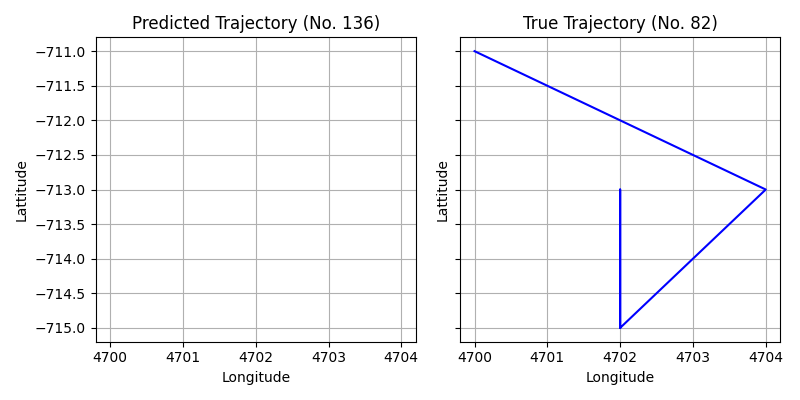 Predicted Trajectory (No. 136)
True Trajectory (No. 82)
Lattitude
−711.0
−711.5
−712.0
−712.5
−713.0
−713.5
−714.0
−714.5
−715.0
4700 4701 4702 4703 4704
Longitude
Lattitude
4700 4701 4702 4703 4704
Longitude